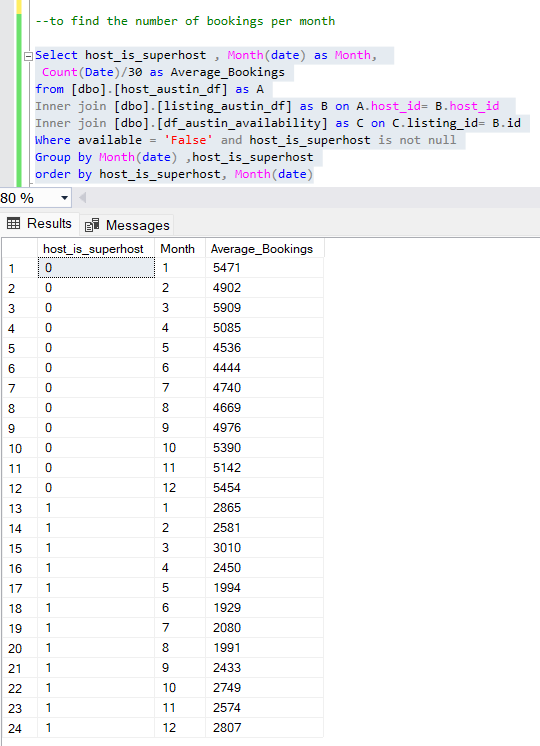 --to find the number of bookings per month
Select host_is_superhost , Month(date) as Month,
Count(Date)/30 as Average_Bookings
from [dbo].[host_austin_df] as A
Inner join [dbo].[listing_austin_df] as B on A.host_id= B.host_id
Inner join [dbo].[df_austin_availability] as C on C.listing_id= B.id
Where available = 'False' and host_is_superhost is not null
Group by Month(date) ,host_is_superhost
order by host_is_superhost, Month(date)
80 %
Results Messages
host_is_superhost Month Average_Bookings
1 0 1 5471
2 0 2 4902
3 0 3 5909
4 0 4 5085
5 0 5 4536
6 0 6 4444
7 0 7 4740
8 0 8 4669
9 0 9 4976
10 0 10 5390
11 0 11 5142
12 0 12 5454
13 1 1 2865
14 1 2 2581
15 1 3 3010
16 1 4 2450
17 1 5 1994
18 1 6 1929
19 1 7 2080
20 1 8 1991
21 1 9 2433
22 1 10 2749
23 1 11 2574
24 1 12 2807